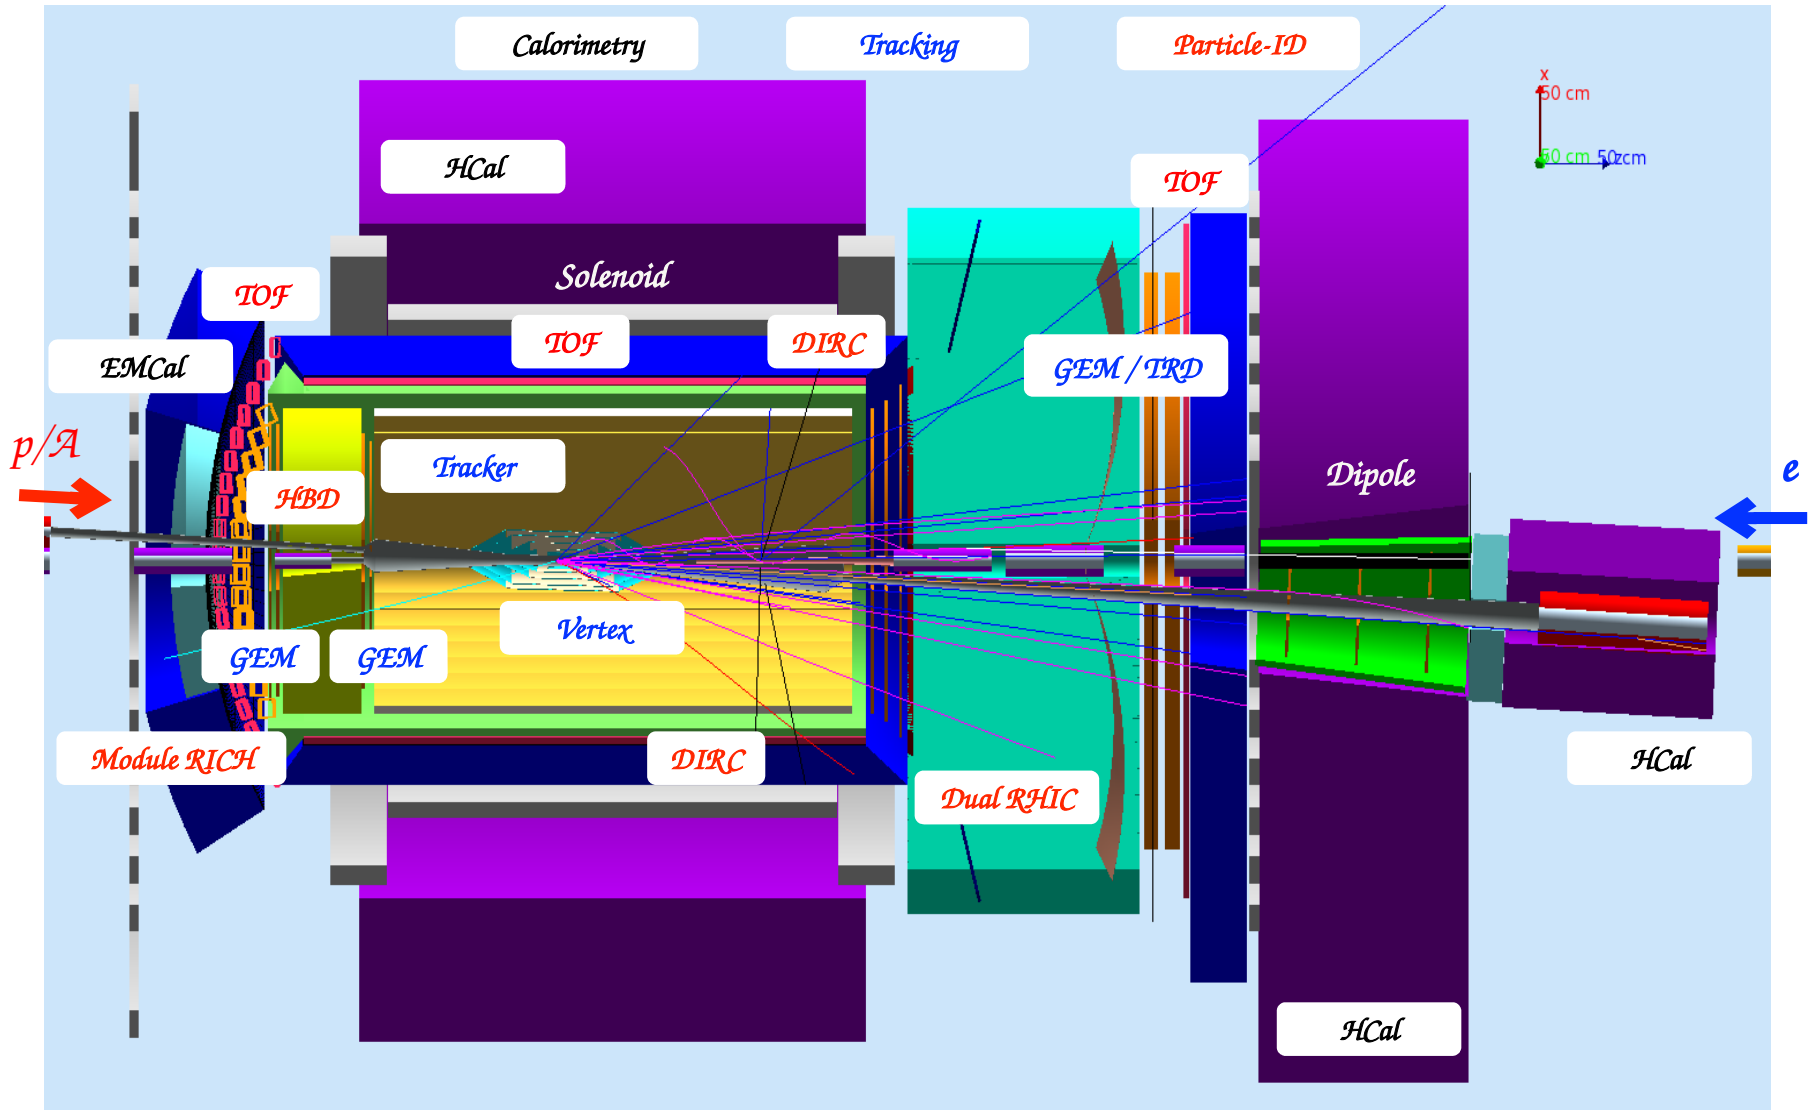 Calorimetry
Tracking
Particle-ID
x
50 cm
50 cm
50 zcm
HCal
TOF
Solenoid
TOF
TOF
DIRC
EMCal
GEM / TRD
p/A
Tracker
HBD
Dipole
e
Vertex
GEM
GEM
Module RICH
DIRC
HCal
Dual RHIC
HCal